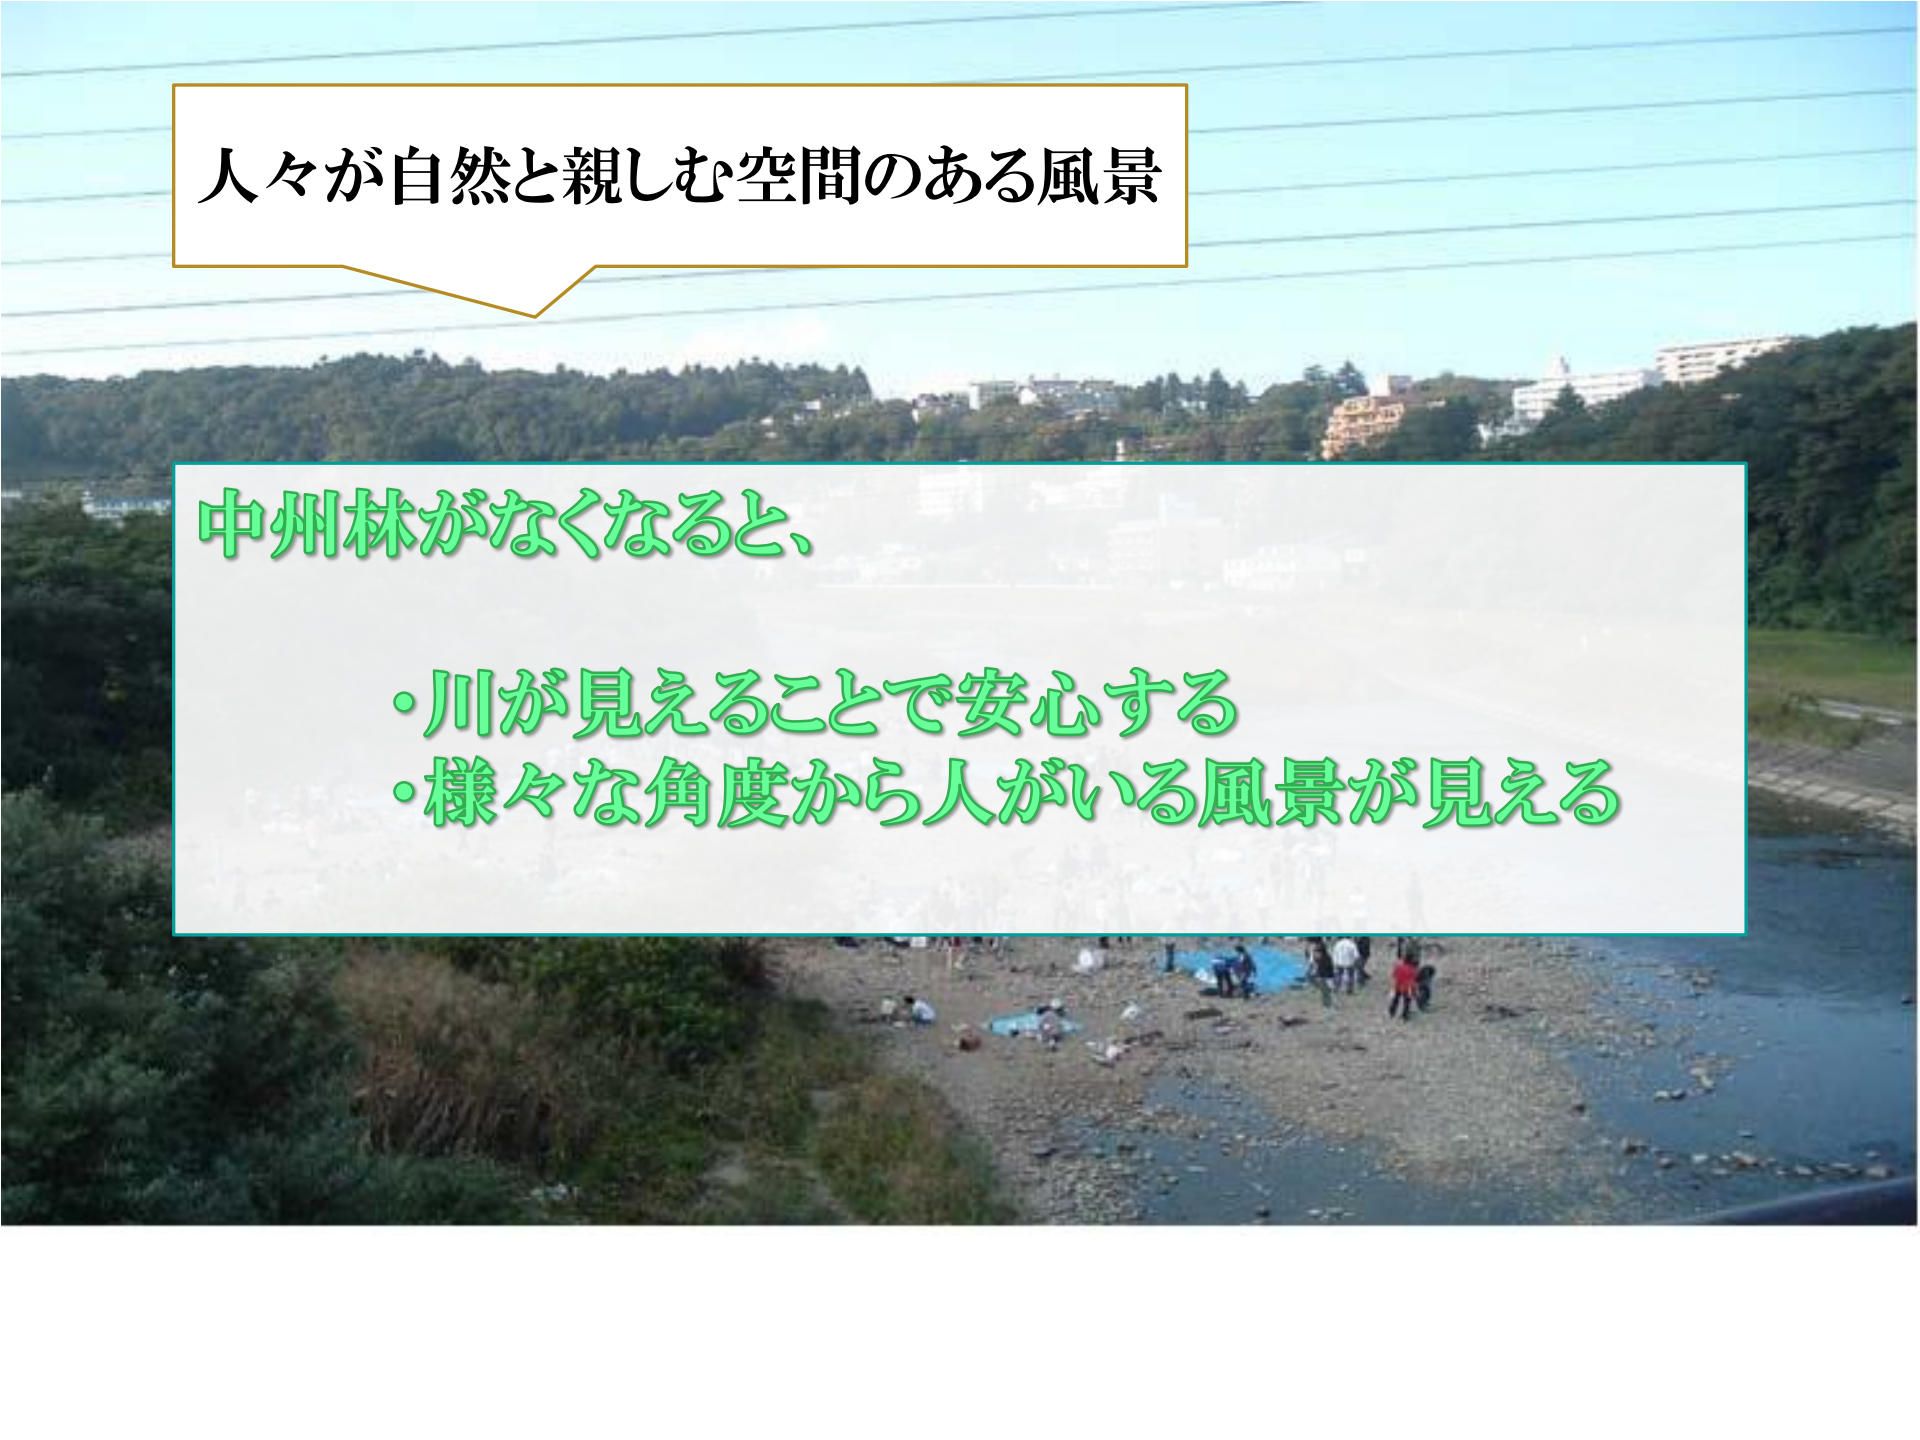 人々が自然と親しむ空間のある風景
中州林がなくなると、
・川が見えることで安心する
・様々な角度から人がいる風景が見える